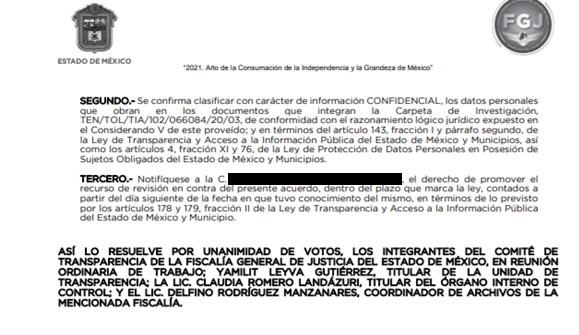 FGJ
ESTADO DE MÉXICO
"2021. Año de la Consumación de la Independencia y la Grandeza de México"
SEGUNDO.- Se confirma clasificar con carácter de información CONFIDENCIAL, los datos personales
que obran en los documentos que integran la Carpeta de Investigación,
TEN/TOL/TIA/102/066084/20/03, de conformidad con el razonamiento lógico jurídico expuesto en
el Considerando V de este proveído; y en términos del artículo 143, fracción I y párrafo segundo, de
la Ley de Transparencia y Acceso a la Información Pública del Estado de México y Municipios, así
como los artículos 4, fracción XI y 76, de la Ley de Protección de Datos Personales en Posesión de
Sujetos Obligados del Estado de México y Municipios.
TERCERO.- Notifíquese a la C. , el derecho de promover el
recurso de revisión en contra del presente acuerdo, dentro del plazo que marca la ley, contados a
partir del día siguiente de la fecha en que tuvo conocimiento del mismo, en términos de lo previsto
por los artículos 178 y 179, fracción II de la Ley de Transparencia y Acceso a la Información Pública
del Estado de México y Municipio.
ASÍ LO RESUELVE POR UNANIMIDAD DE VOTOS, LOS INTEGRANTES DEL COMITÉ DE
TRANSPARENCIA DE LA FISCALÍA GENERAL DE JUSTICIA DEL ESTADO DE MÉXICO, EN REUNIÓN
ORDINARIA DE TRABAJO; YAMILIT LEYVA GUTIÉRREZ, TITULAR DE LA UNIDAD DE
TRANSPARENCIA; LA LIC. CLAUDIA ROMERO LANDÁZURI, TITULAR DEL ÓRGANO INTERNO DE
CONTROL; Y EL LIC. DELFINO RODRÍGUEZ MANZANARES, COORDINADOR DE ARCHIVOS DE LA
MENCIONADA FISCALÍA.